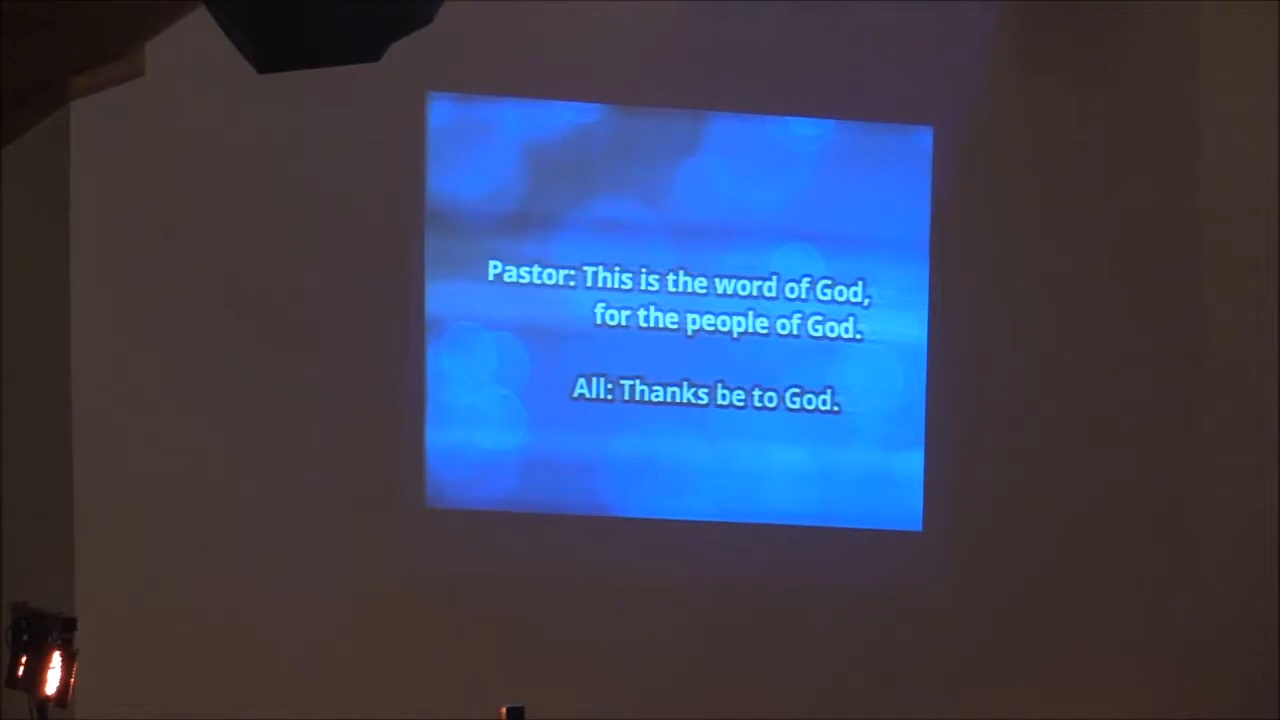 Pastor: This is the word of God,
for the people of God.
All: Thanks be to God.